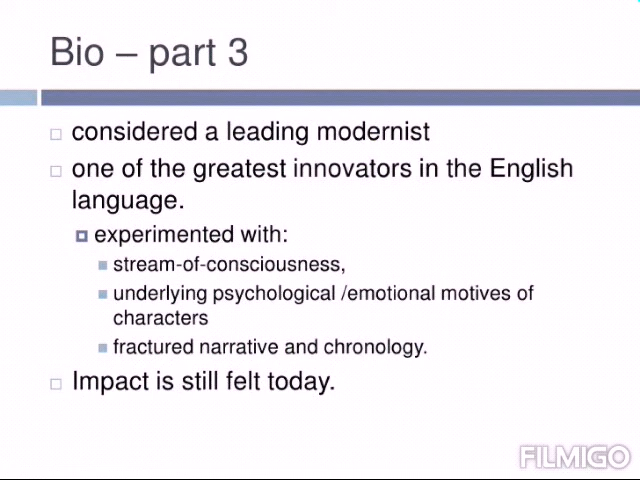 Bio – part 3
considered a leading modernist
one of the greatest innovators in the English
language.
experimented with:
stream-of-consciousness,
underlying psychological /emotional motives of
characters
fractured narrative and chronology.
Impact is still felt today.
FILMIGO